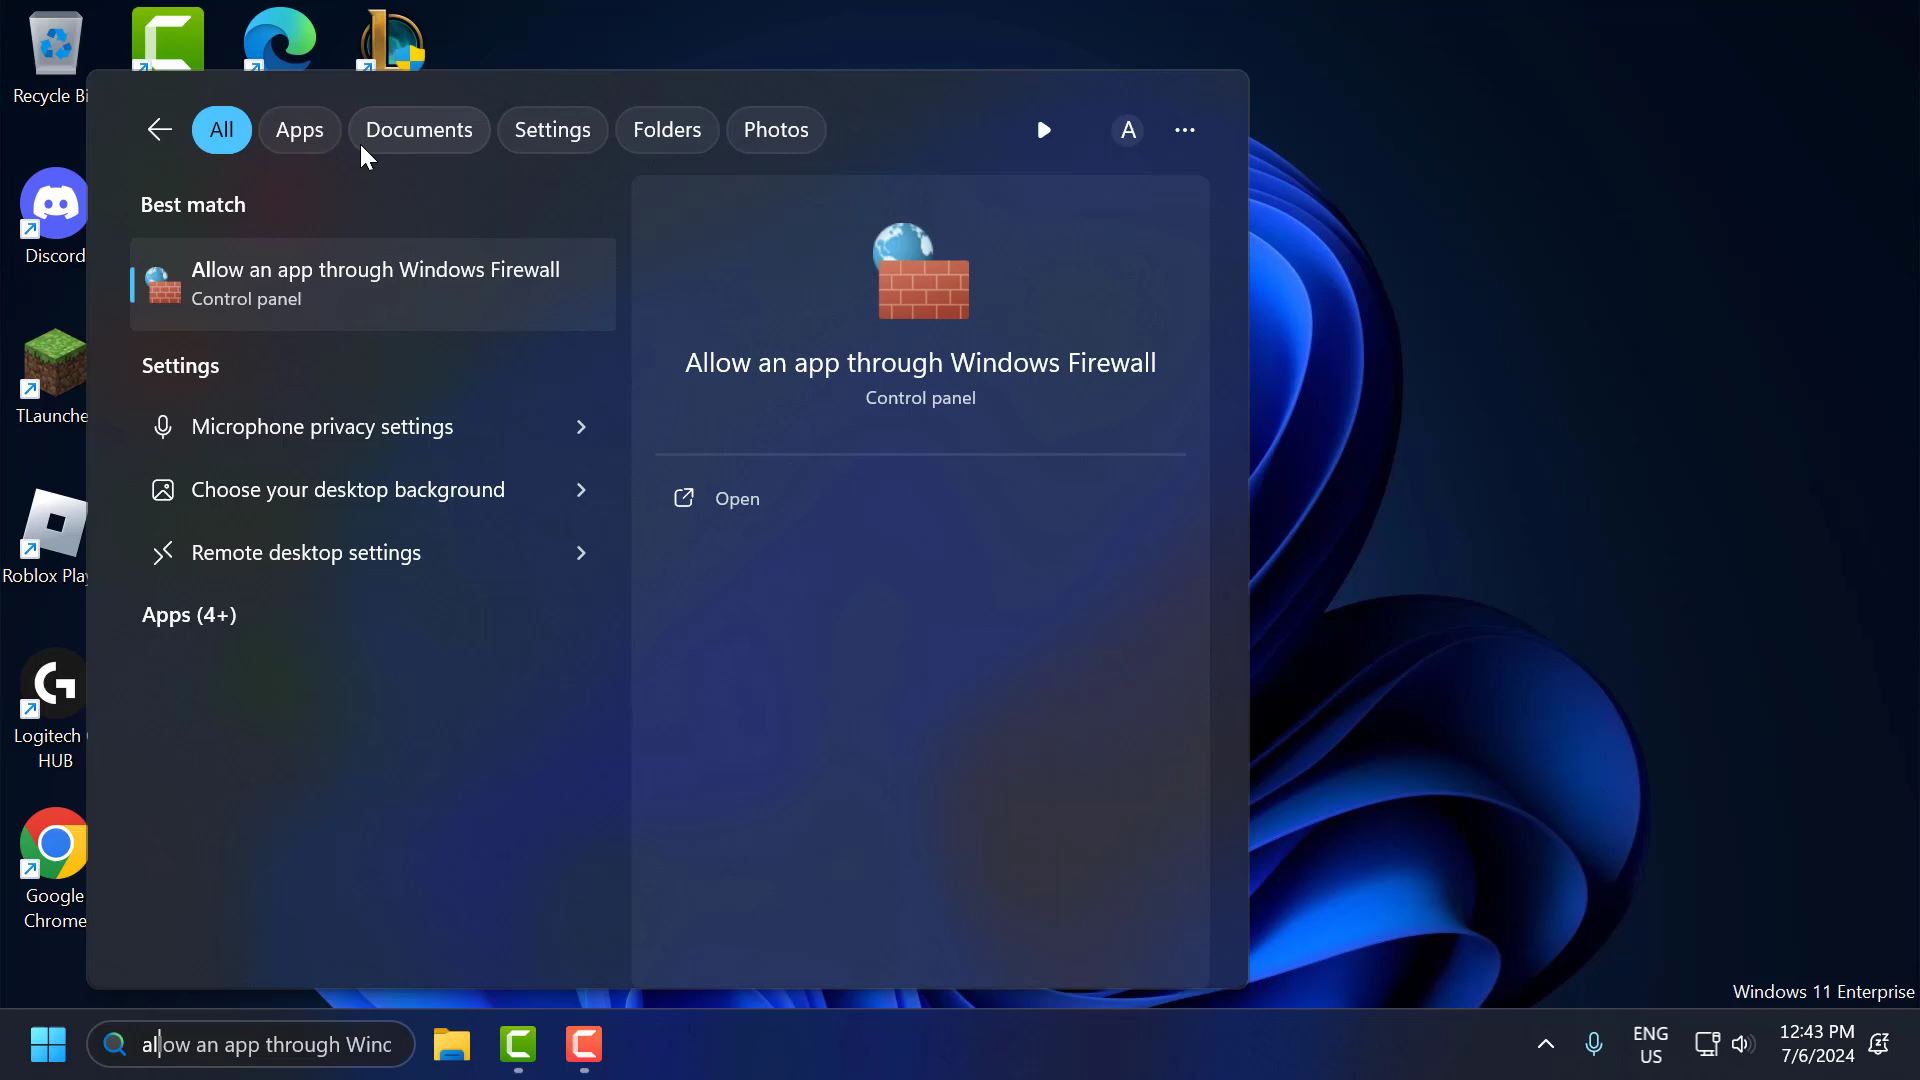 Recycle Bi
All
Apps
Documents
Settings
Folders
Photos
A
Best match
Allow an app through Windows Firewall
Control panel
Settings
Microphone privacy settings
Choose your desktop background
Remote desktop settings
Apps (4+)
Allow an app through Windows Firewall
Control panel
Open
Discord
TLaunche
Roblox Play
Logitech
HUB
Google
Chrome
Windows 11 Enterprise
allow an app through Winc
ENG
US
12:43 PM
7/6/2024